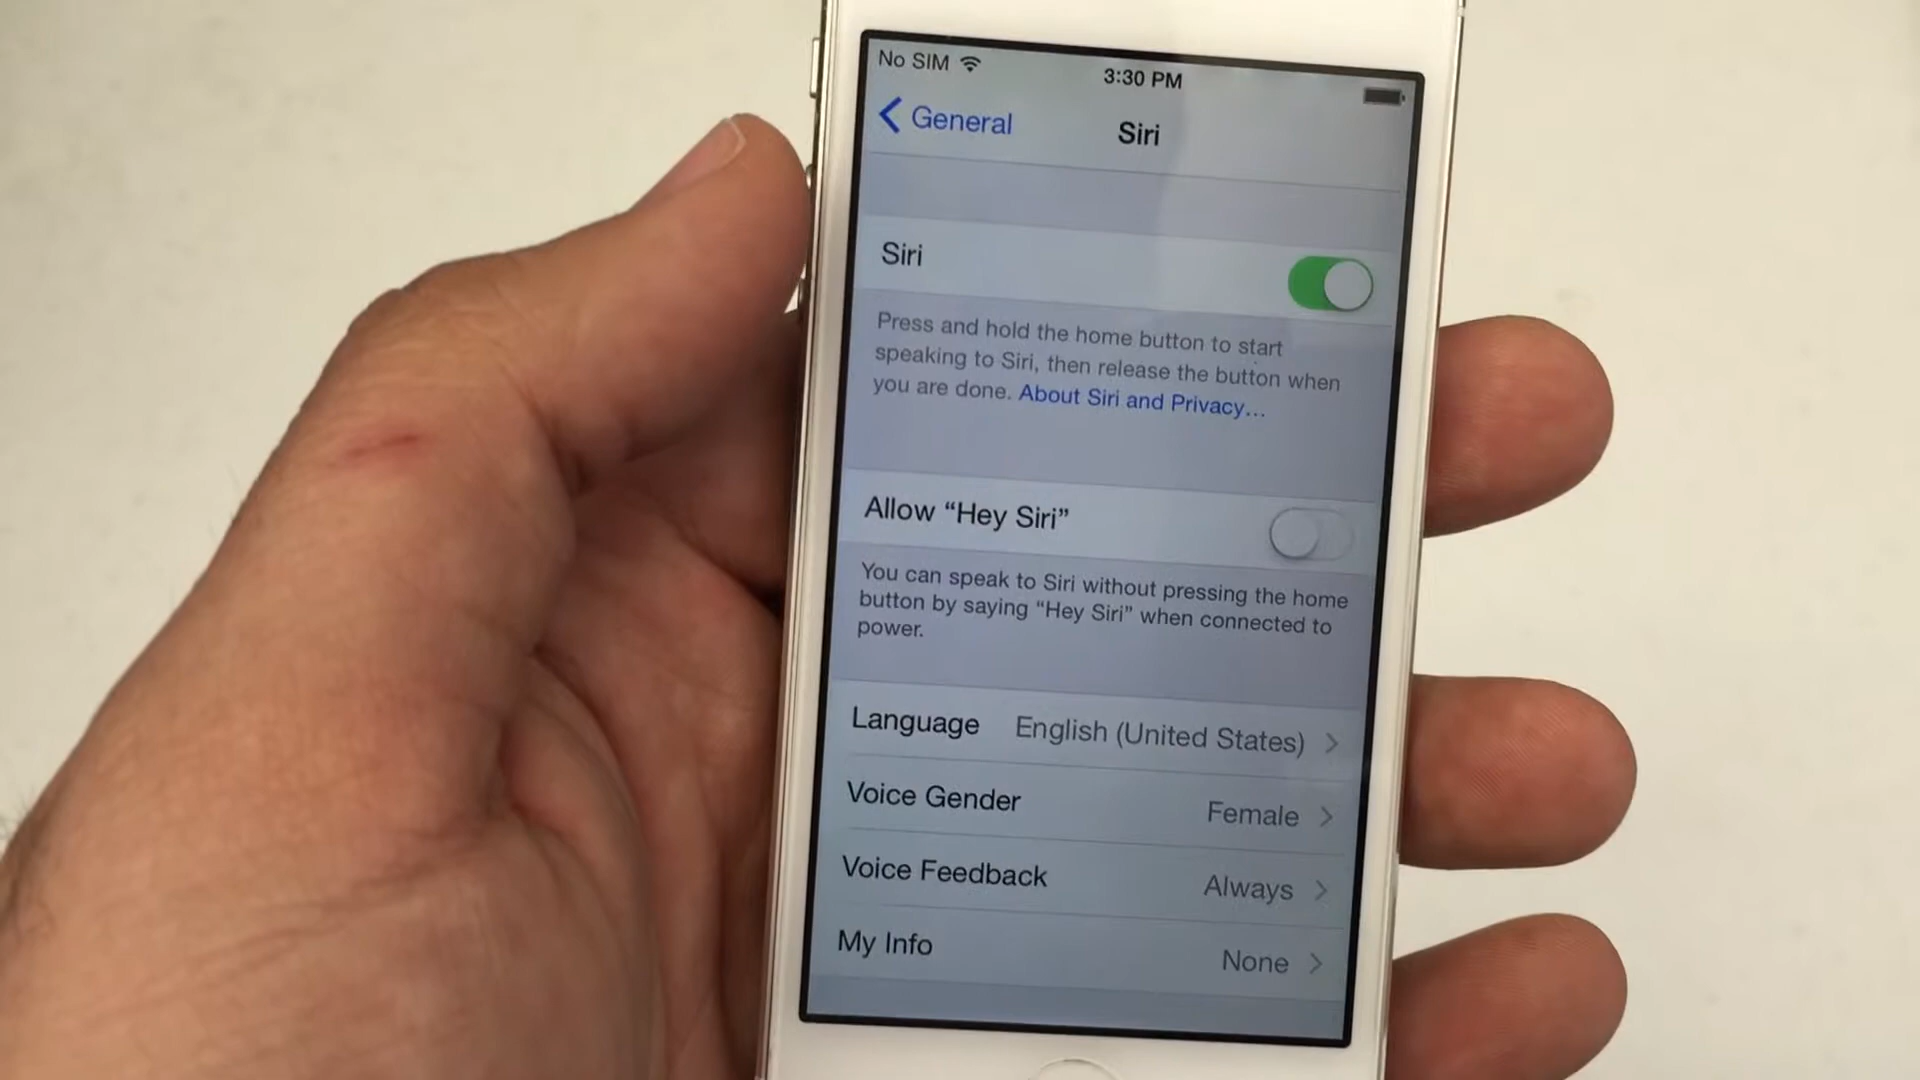 No SIM
3:30 PM
General
Siri
Siri
Press and hold the home button to start
speaking to Siri, then release the button when
you are done. About Siri and Privacy...
Allow “Hey Siri”
You can speak to Siri without pressing the home
button by saying “Hey Siri” when connected to
power.
Language English (United States)
Voice Gender Female
Voice Feedback Always
My Info None